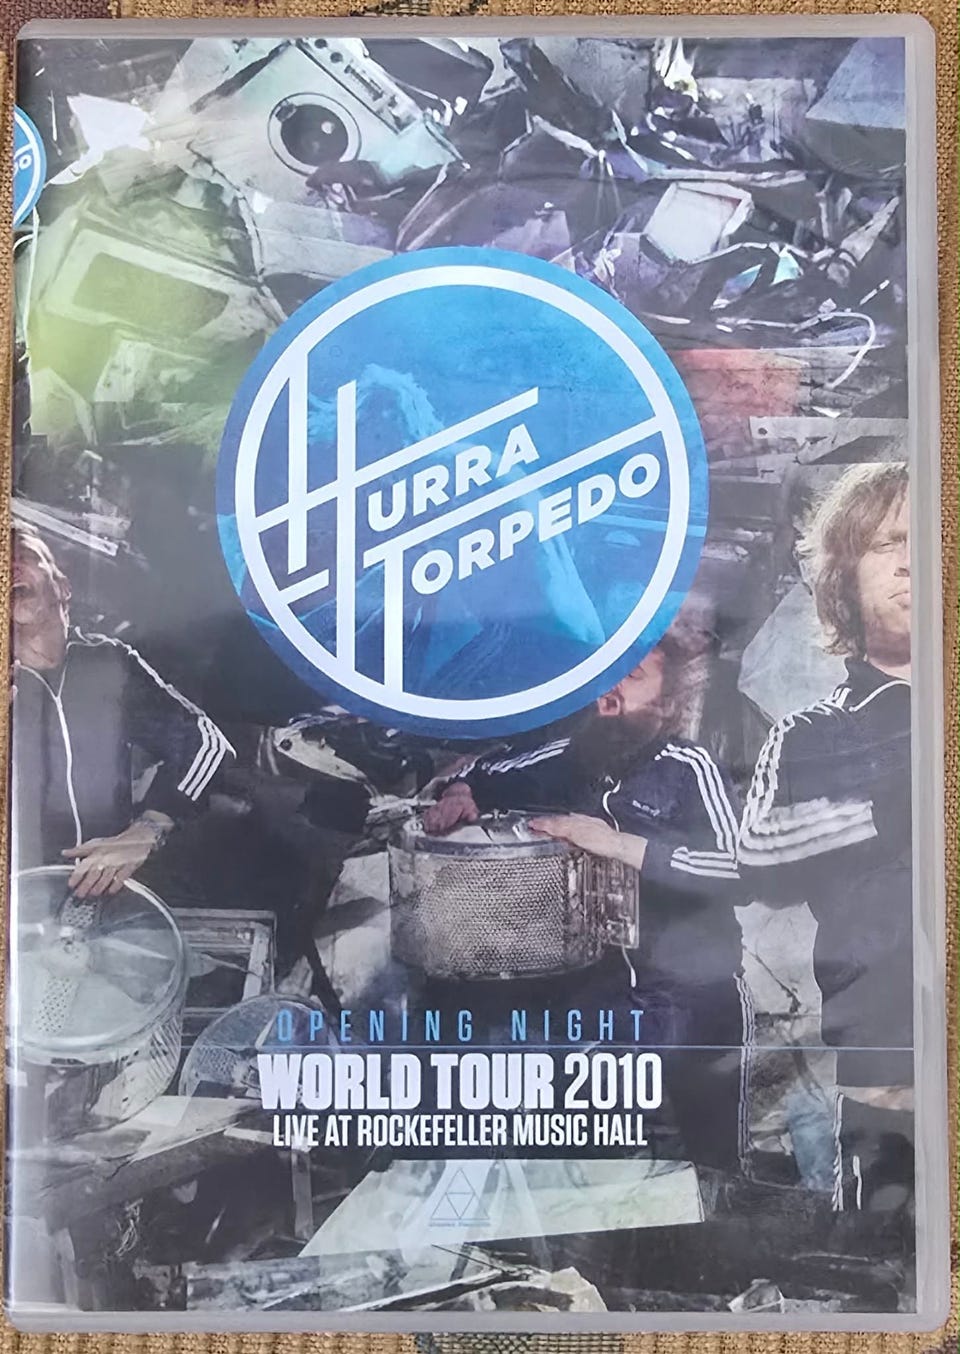 HURRA
TORPEDO
OPENING NIGHT
WORLD TOUR 2010
LIVE AT ROCKEFELLER MUSIC HALL